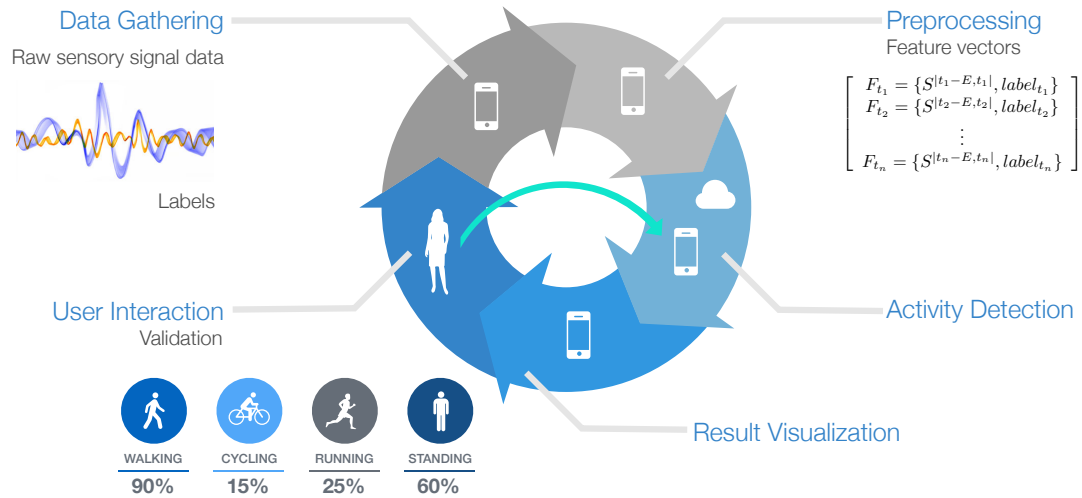 Data Gathering
Raw sensory signal data
Labels
Preprocessing
Feature vectors
F_{t_1} = {S^{|t_1-E,t_1|}, label_{t_1}}
F_{t_2} = {S^{|t_2-E,t_2|}, label_{t_2}}
⋮
F_{t_n} = {S^{|t_n-E,t_n|}, label_{t_n}}
User Interaction
Validation
Activity Detection
Result Visualization
WALKING CYCLING RUNNING STANDING
90% 15% 25% 60%